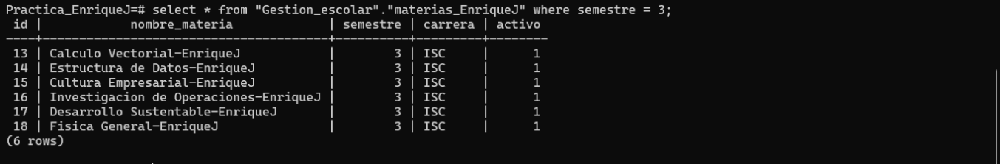 Practica_EnriqueJ=# select * from "Gestion_escolar"."materias_EnriqueJ" where semestre = 3;
 id |            nombre_materia             | semestre | carrera | activo
----+---------------------------------------+----------+---------+--------
 13 | Calculo Vectorial-EnriqueJ            |        3 | ISC     |      1
 14 | Estructura de Datos-EnriqueJ          |        3 | ISC     |      1
 15 | Cultura Empresarial-EnriqueJ          |        3 | ISC     |      1
 16 | Investigacion de Operaciones-EnriqueJ |        3 | ISC     |      1
 17 | Desarrollo Sustentable-EnriqueJ       |        3 | ISC     |      1
 18 | Fisica General-EnriqueJ               |        3 | ISC     |      1
(6 rows)